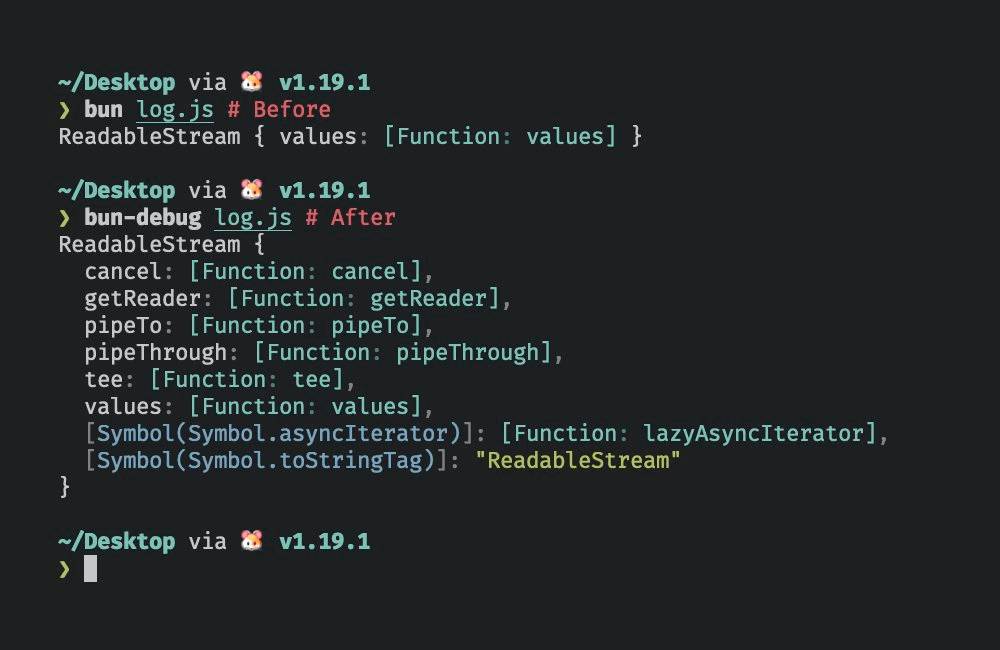 ~/Desktop via 🐹 v1.19.1
❯ bun log.js # Before
ReadableStream { values: [Function: values] }
~/Desktop via 🐹 v1.19.1
❯ bun-debug log.js # After
ReadableStream {
  cancel: [Function: cancel],
  getReader: [Function: getReader],
  pipeTo: [Function: pipeTo],
  pipeThrough: [Function: pipeThrough],
  tee: [Function: tee],
  values: [Function: values],
  [Symbol(Symbol.asyncIterator)]: [Function: lazyAsyncIterator],
  [Symbol(Symbol.toStringTag)]: "ReadableStream"
}
~/Desktop via 🐹 v1.19.1
❯